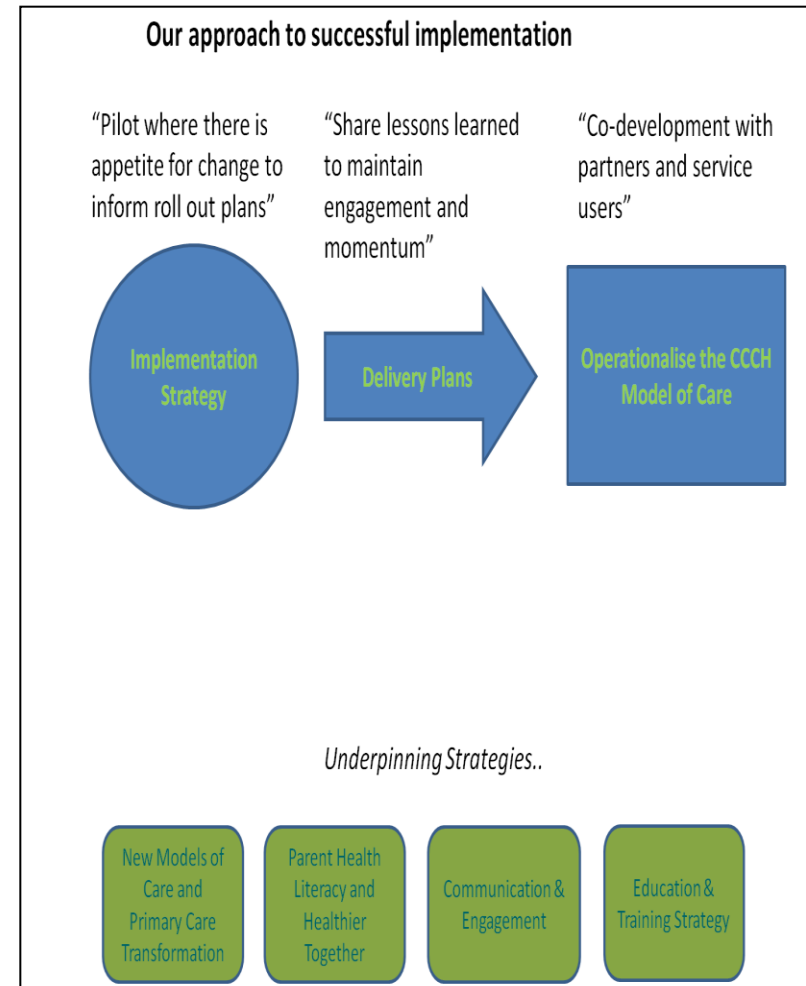 Our approach to successful implementation
“Pilot where there is
appetite for change to
inform roll out plans”
“Share lessons learned
to maintain
engagement and
momentum”
“Co-development with
partners and service
users”
Implementation
Strategy
Delivery Plans
Operationalise the CCCH
Model of Care
Underpinning Strategies..
New Models of
Care and
Primary Care
Transformation
Parent Health
Literacy and
Healthier
Together
Communication &
Engagement
Education &
Training Strategy